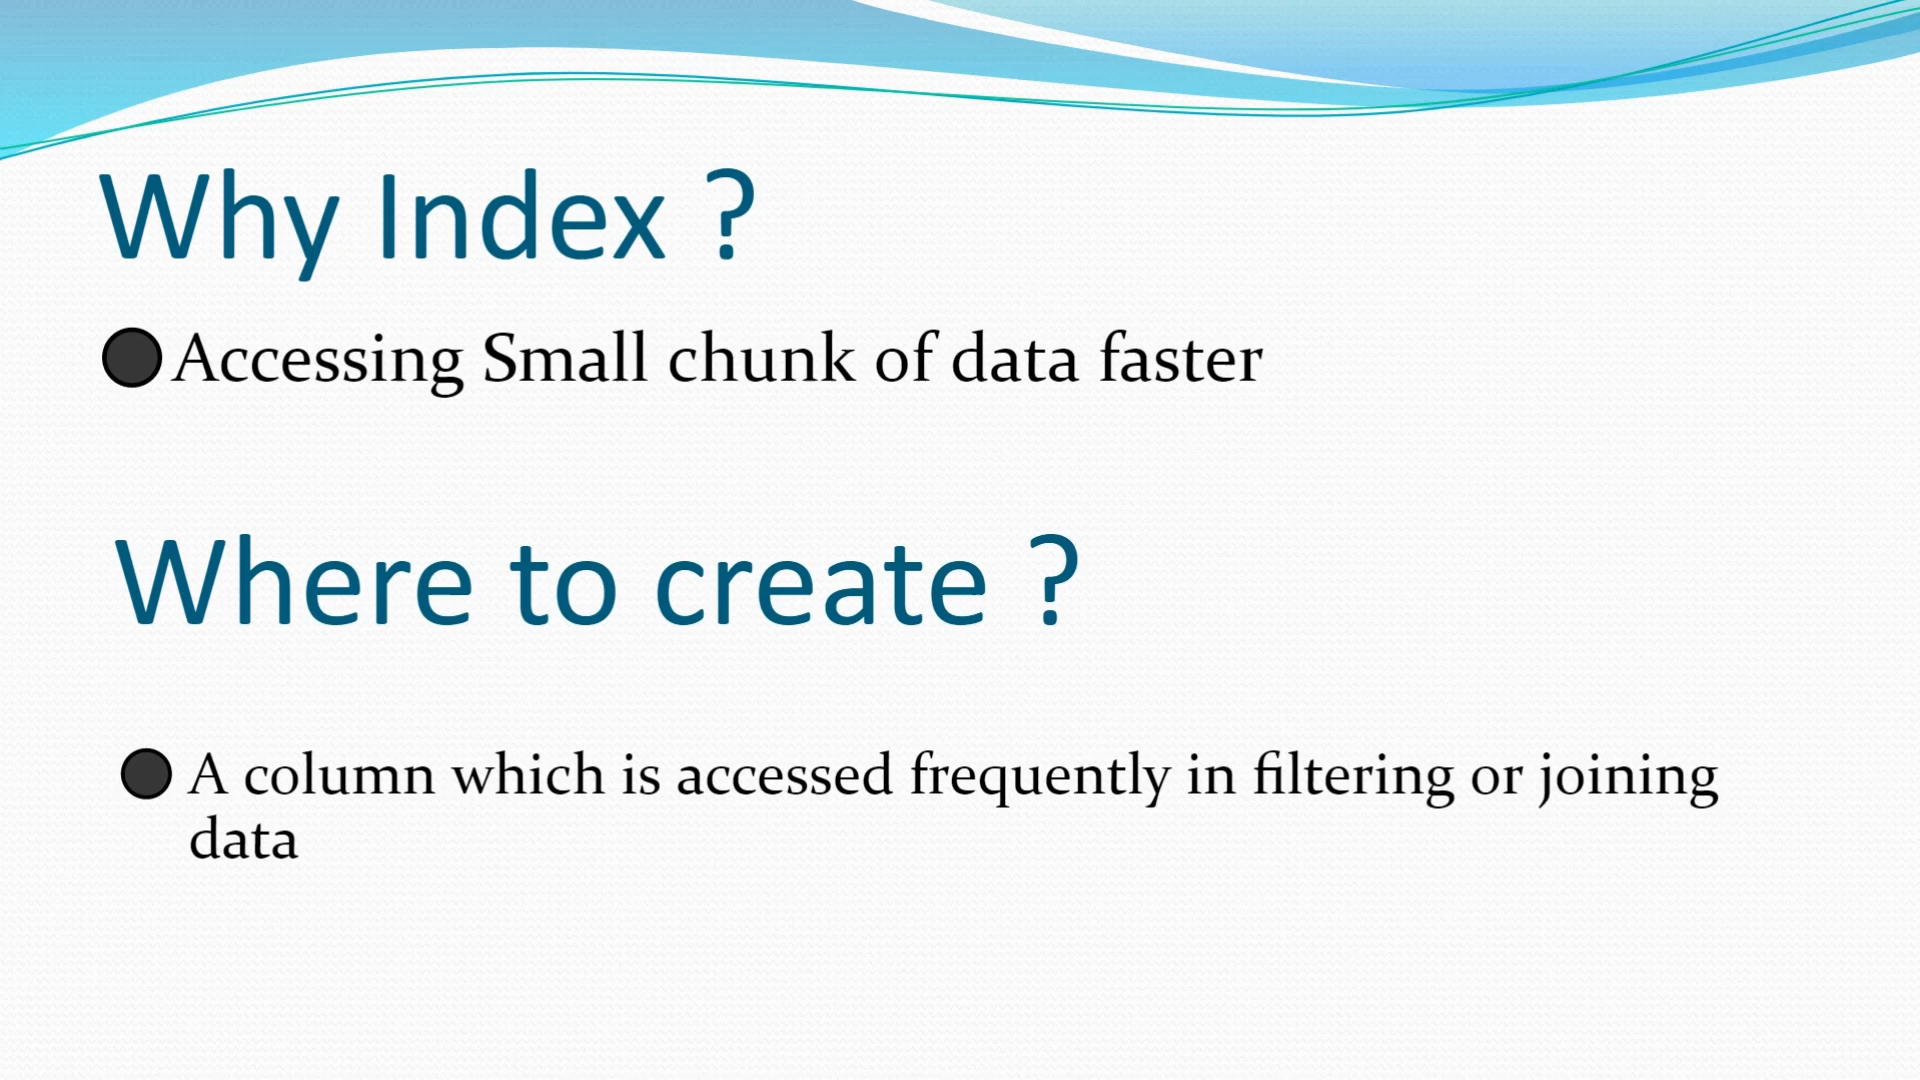 Why Index ?
Accessing Small chunk of data faster
Where to create ?
A column which is accessed frequently in filtering or joining
data